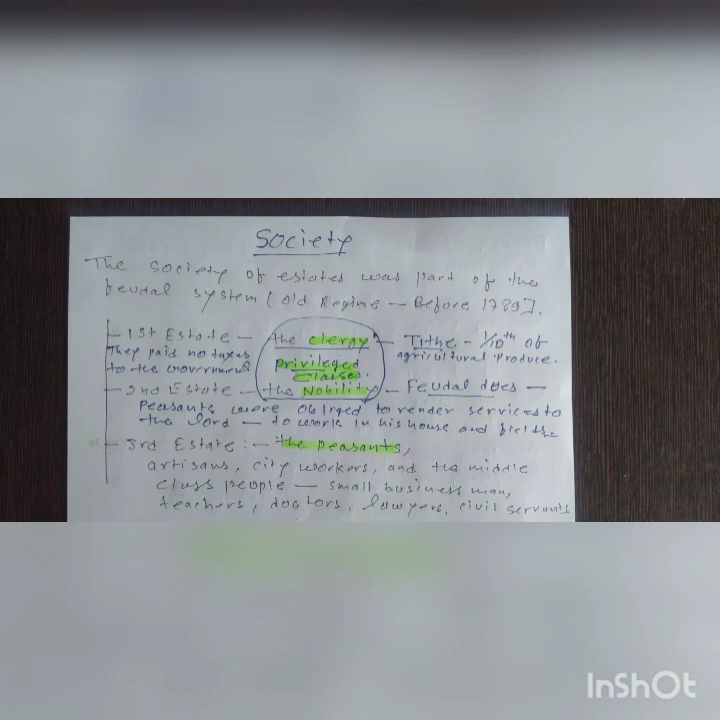 Society
The society of estates was part of the
feudal system (Old Regime — Before 1789].
1st Estate — the clergy — Tithe - 1/10th of
They paid no taxes privileged agricultural produce.
to the Government classes.
2nd Estate — the Nobility — Feudal does —
Peasants were obliged to render services to
the lord — to work in his house and fields
3rd Estate :— the peasants,
artisans, city workers, and the middle
class people — small business man,
teachers, doctors, lawyers, civil servants
InShOt